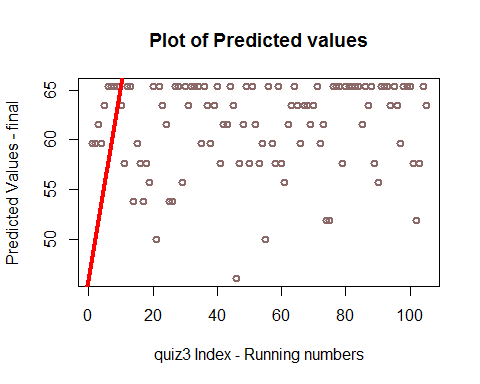 Plot of Predicted values
Predicted Values - final
65
60
55
50
0 20 40 60 80 100
quiz3 Index - Running numbers